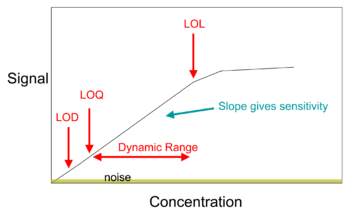 LOL
Signal
LOQ
Slope gives sensitivity
LOD
Dynamic Range
noise
Concentration